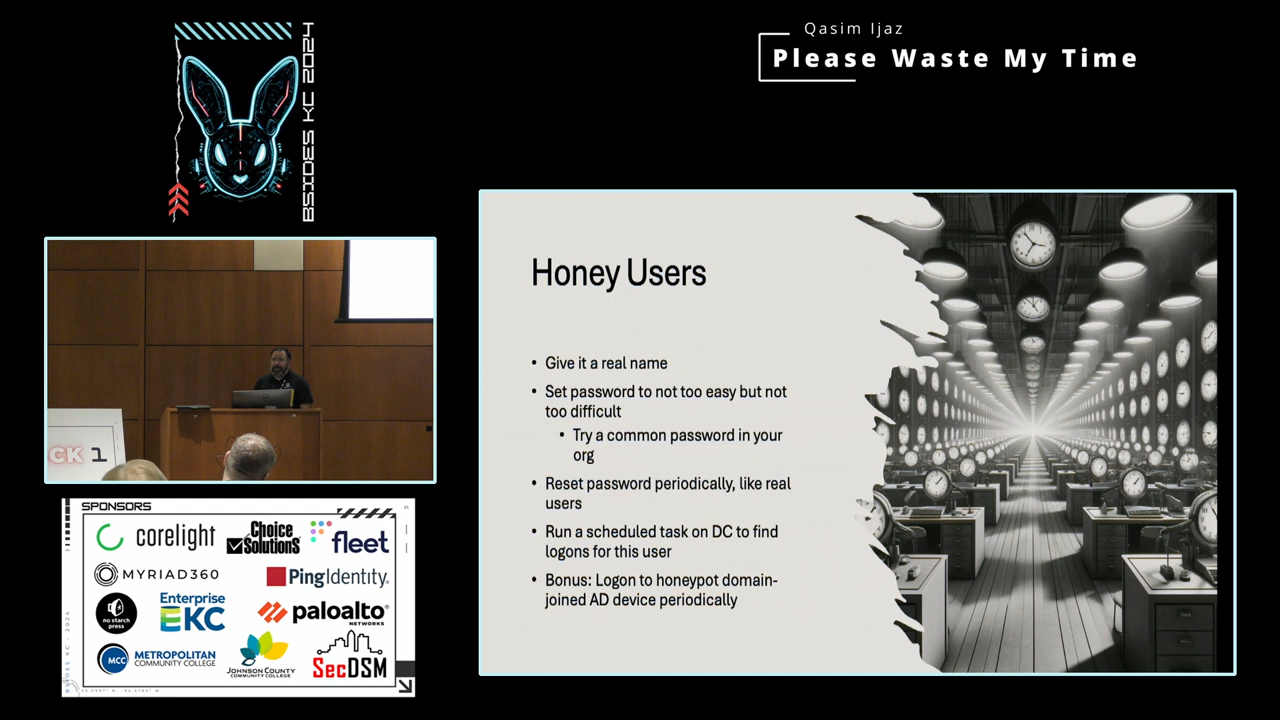 Qasim Ijaz
Please Waste My Time
BSIDES KC 2024
Honey Users
• Give it a real name
• Set password to not too easy but not
too difficult
• Try a common password in your
org
• Reset password periodically, like real
users
• Run a scheduled task on DC to find
logons for this user
• Bonus: Logon to honeypot domain-
joined AD device periodically
CK 1
SPONSORS
corelight
Choice
Solutions
fleet
MYRIAD360
PingIdentity
no starch
press
Enterprise
EKC
paloalto
NETWORKS
MCC
METROPOLITAN
COMMUNITY COLLEGE
JOHNSON COUNTY
COMMUNITY COLLEGE
SecDSM